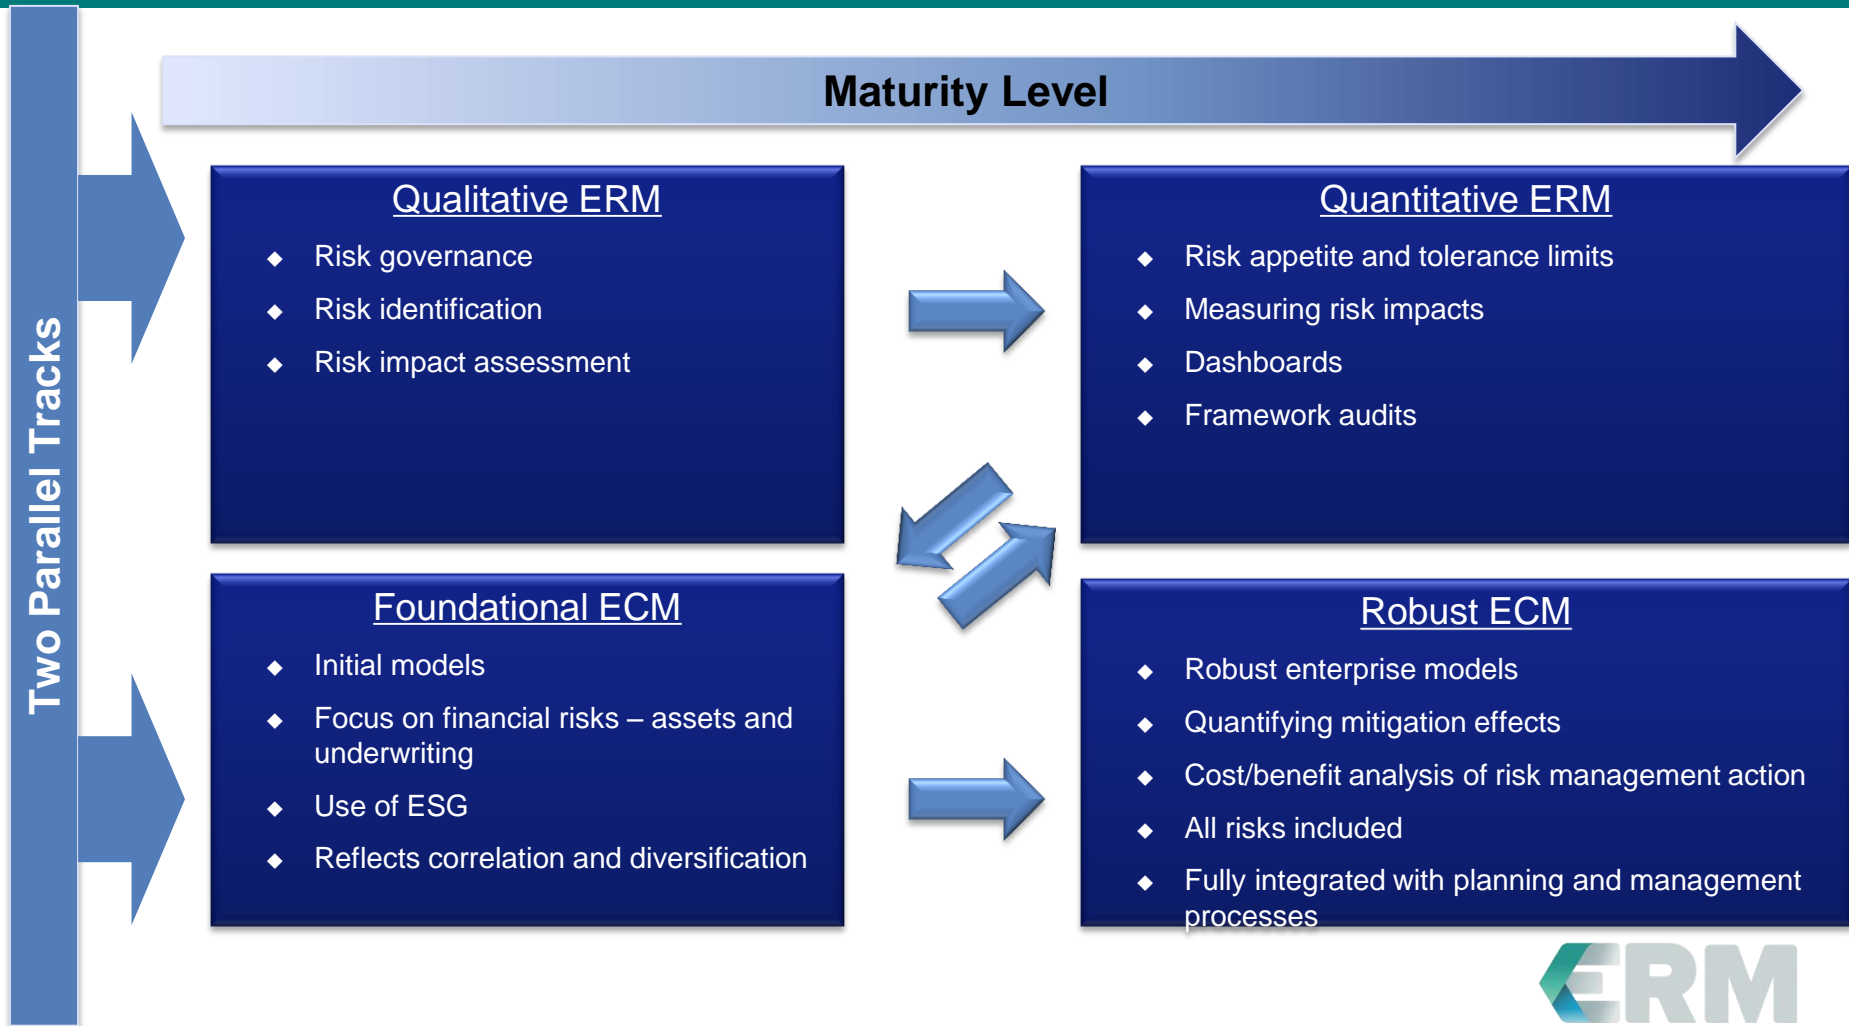 Maturity Level
Two Parallel Tracks
Qualitative ERM
◆ Risk governance
◆ Risk identification
◆ Risk impact assessment
Quantitative ERM
◆ Risk appetite and tolerance limits
◆ Measuring risk impacts
◆ Dashboards
◆ Framework audits
Foundational ECM
◆ Initial models
◆ Focus on financial risks – assets and
underwriting
◆ Use of ESG
◆ Reflects correlation and diversification
Robust ECM
◆ Robust enterprise models
◆ Quantifying mitigation effects
◆ Cost/benefit analysis of risk management action
◆ All risks included
◆ Fully integrated with planning and management
processes
ERM